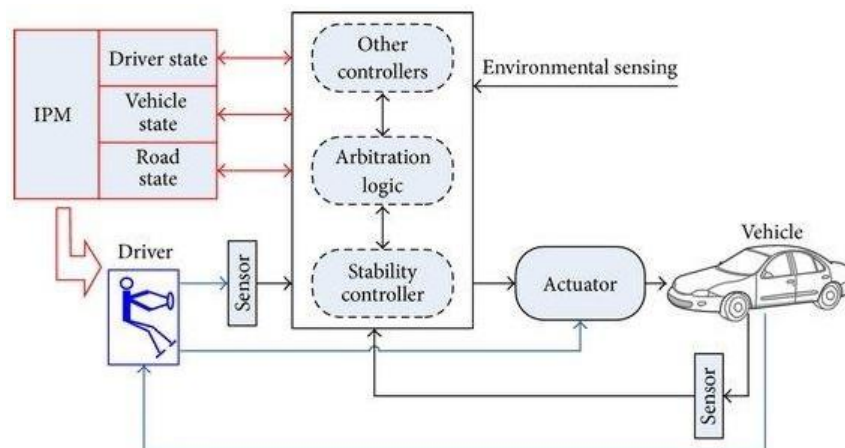 IPM
Driver state
Vehicle
state
Road
state
Other
controllers
Arbitration
logic
Stability
controller
Environmental sensing
Driver
Sensor
Actuator
Vehicle
Sensor